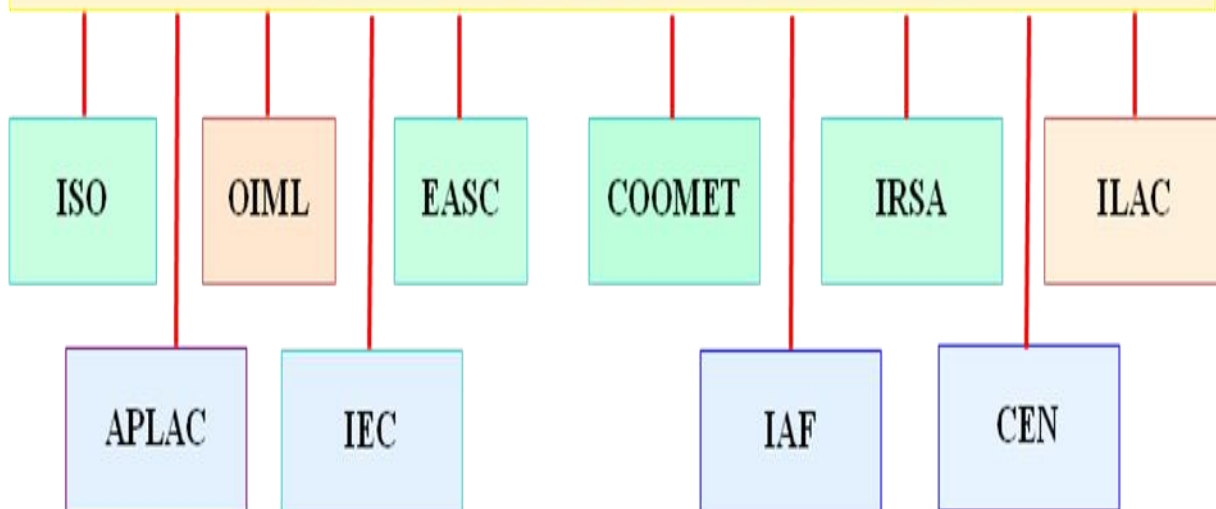 ISO
OIML
EASC
COOMET
IRSA
ILAC
APLAC
IEC
IAF
CEN